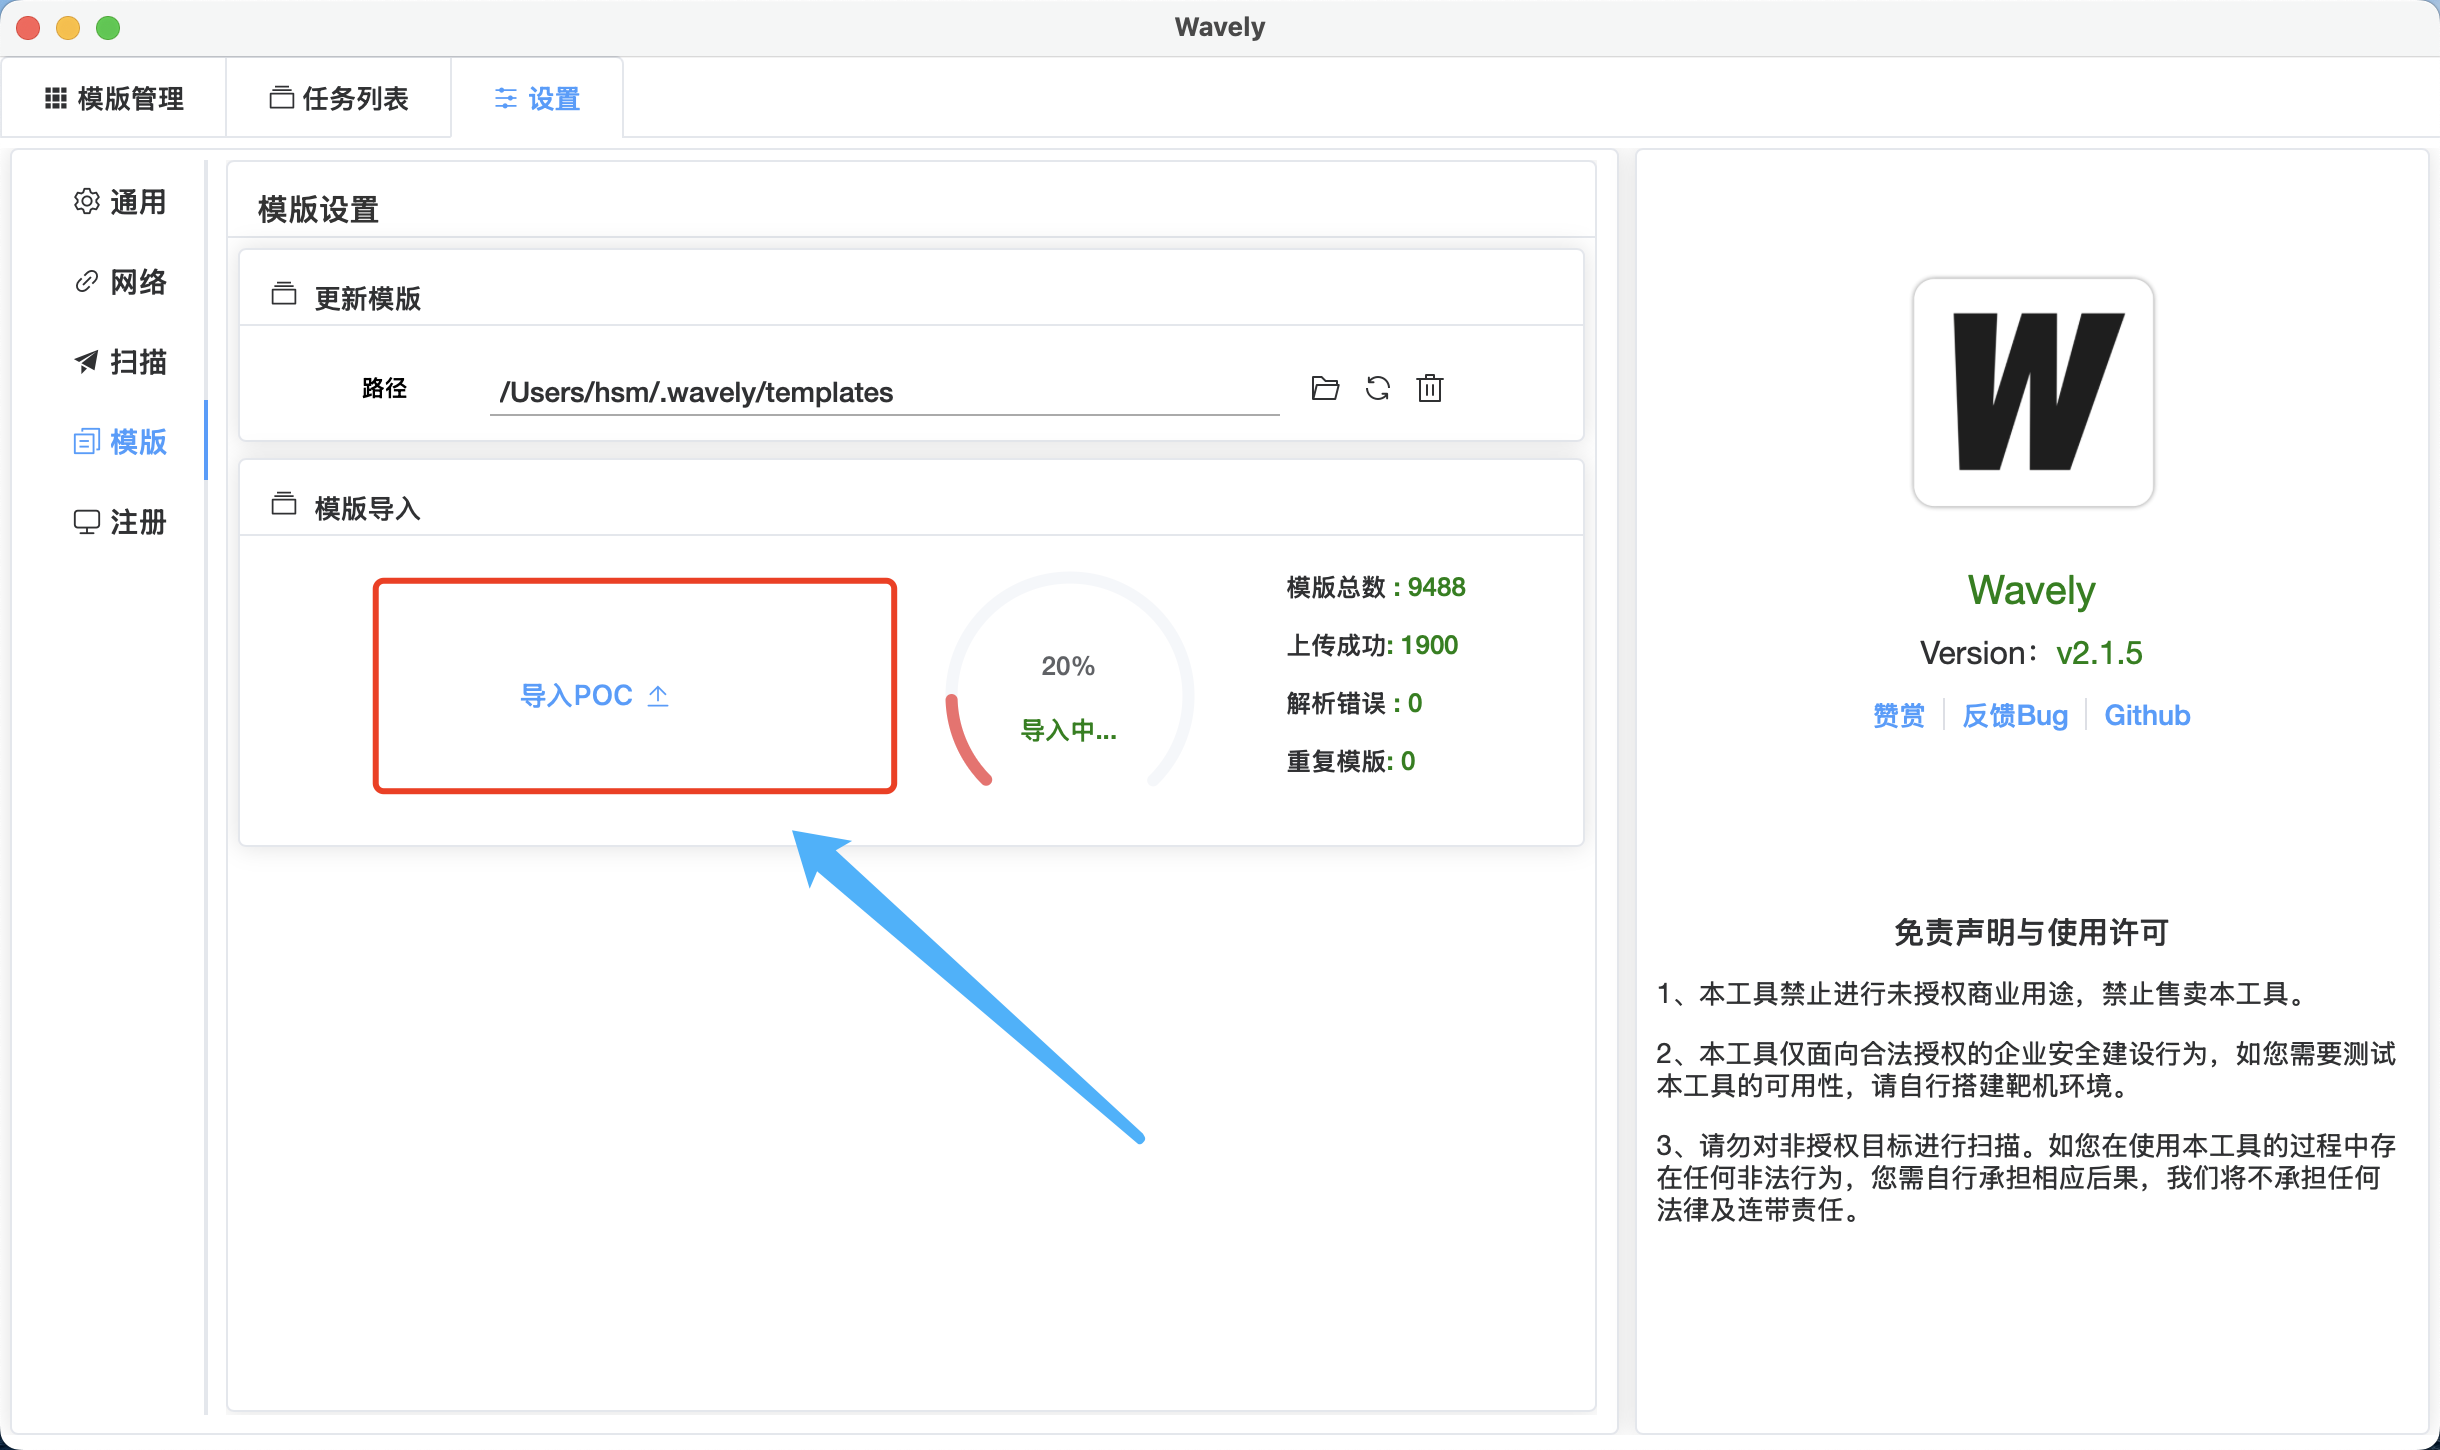 Wavely
模版管理
任务列表
设置
通用
网络
扫描
模版
注册
模版设置
更新模版
路径
/Users/hsm/.wavely/templates
模版导入
导入POC
20%
导入中...
模版总数 : 9488
上传成功: 1900
解析错误 : 0
重复模版: 0
W
Wavely
Version：v2.1.5
赞赏
反馈Bug
Github
免责声明与使用许可
1、本工具禁止进行未授权商业用途，禁止售卖本工具。
2、本工具仅面向合法授权的企业安全建设行为，如您需要测试
本工具的可用性，请自行搭建靶机环境。
3、请勿对非授权目标进行扫描。如您在使用本工具的过程中存
在任何非法行为，您需自行承担相应后果，我们将不承担任何
法律及连带责任。